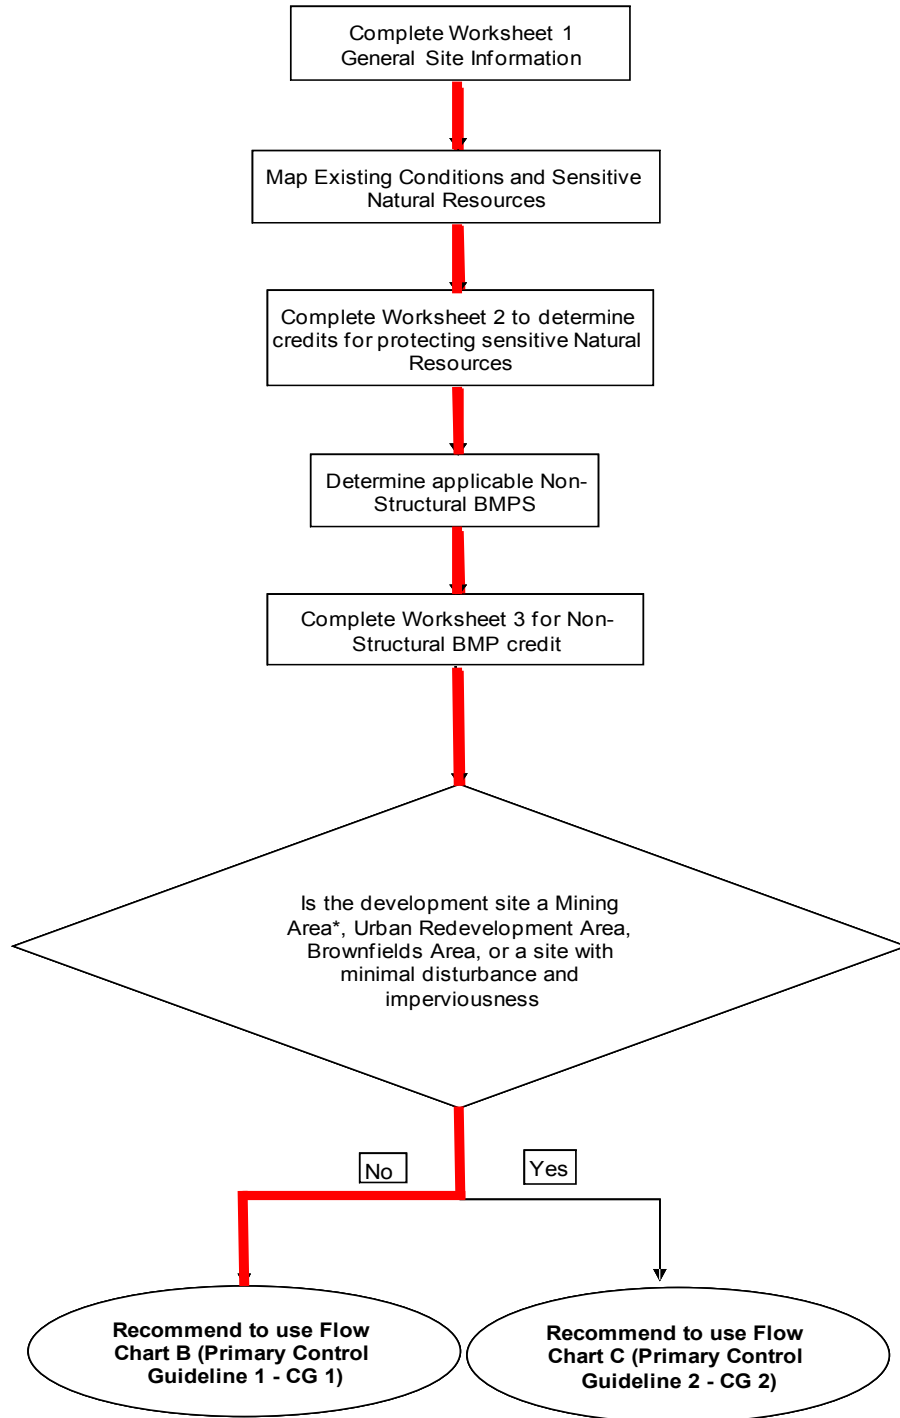 Complete Worksheet 1
General Site Information
Map Existing Conditions and Sensitive
Natural Resources
Complete Worksheet 2 to determine
credits for protecting sensitive Natural
Resources
Determine applicable Non-
Structural BMPS
Complete Worksheet 3 for Non-
Structural BMP credit
Is the development site a Mining
Area*, Urban Redevelopment Area,
Brownfields Area, or a site with
minimal disturbance and
imperviousness
No
Yes
Recommend to use Flow
Chart B (Primary Control
Guideline 1 - CG 1)
Recommend to use Flow
Chart C (Primary Control
Guideline 2 - CG 2)